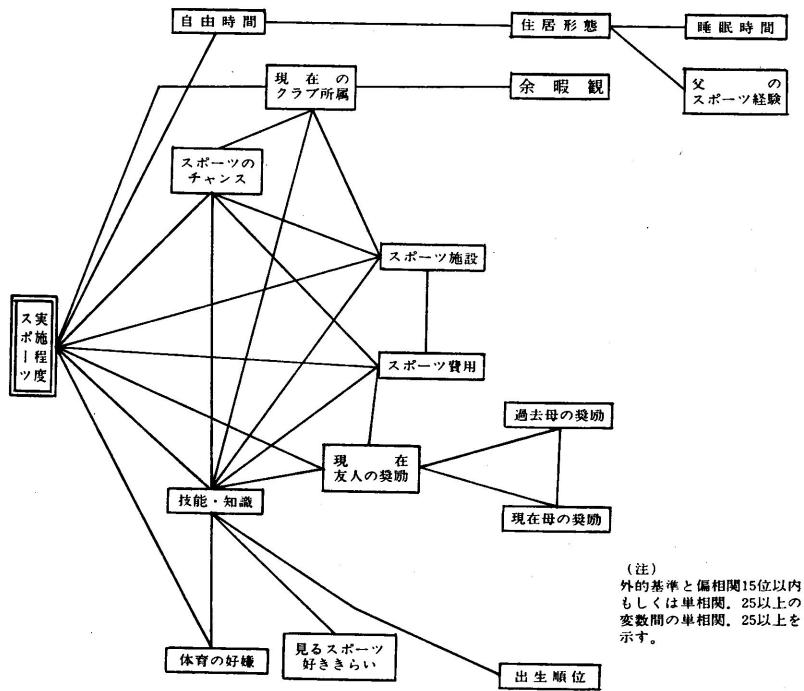 自由時間
住居形態
睡眠時間
現在の
クラブ所属
余暇観
父の
スポーツ経験
スポーツの
チャンス
スポーツ施設
実施程度
スポーツ
スポーツ費用
過去母の奨励
現在
友人の奨励
技能・知識
現在母の奨励
(注)
外的基準と偏相関15位以内
もしくは単相関.25以上の
変数間の単相関.25以上を
示す。
体育の好嫌
見るスポーツ
好ききらい
出生順位